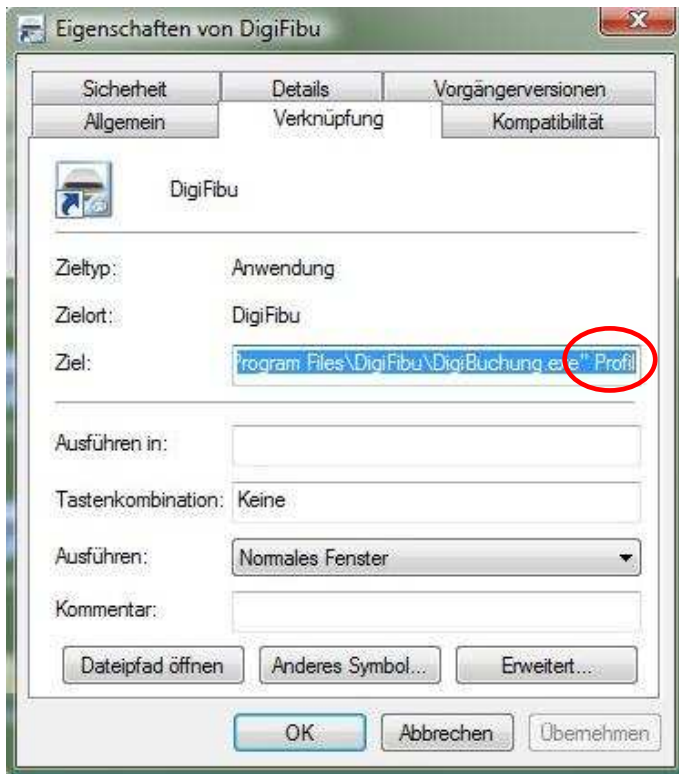 Eigenschaften von DigiFibu
Sicherheit Details Vorgängerversionen
Allgemein Verknüpfung Kompatibilität
DigiFibu
Zieltyp: Anwendung
Zielort: DigiFibu
Ziel: Program Files\DigiFibu\DigiBuchung.exe" Profil
Ausführen in:
Tastenkombination: Keine
Ausführen: Normales Fenster
Kommentar:
Dateipfad öffnen Anderes Symbol... Erweitert...
OK Abbrechen Übernehmen